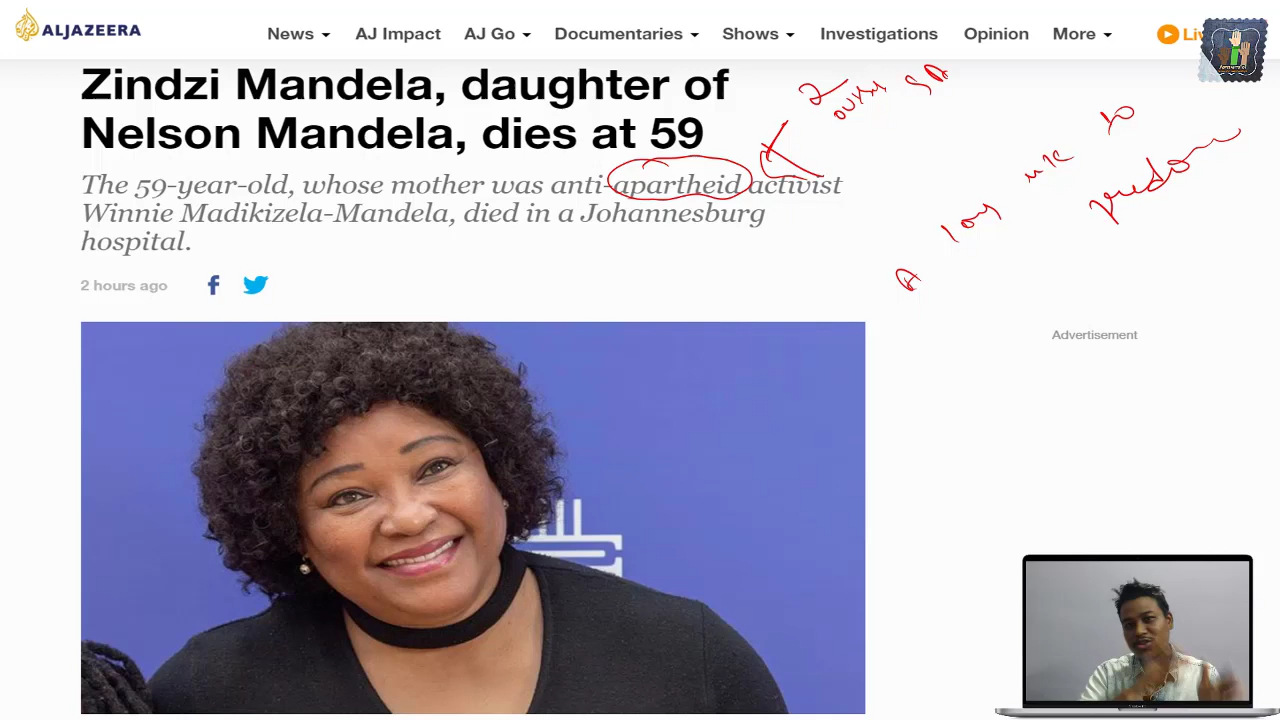 ALJAZEERA
News AJ Impact AJ Go Documentaries Shows Investigations Opinion More
Zindzi Mandela, daughter of
Nelson Mandela, dies at 59
The 59-year-old, whose mother was anti-apartheid activist
Winnie Madikizela-Mandela, died in a Johannesburg
hospital.
2 hours ago
Advertisement
A long to